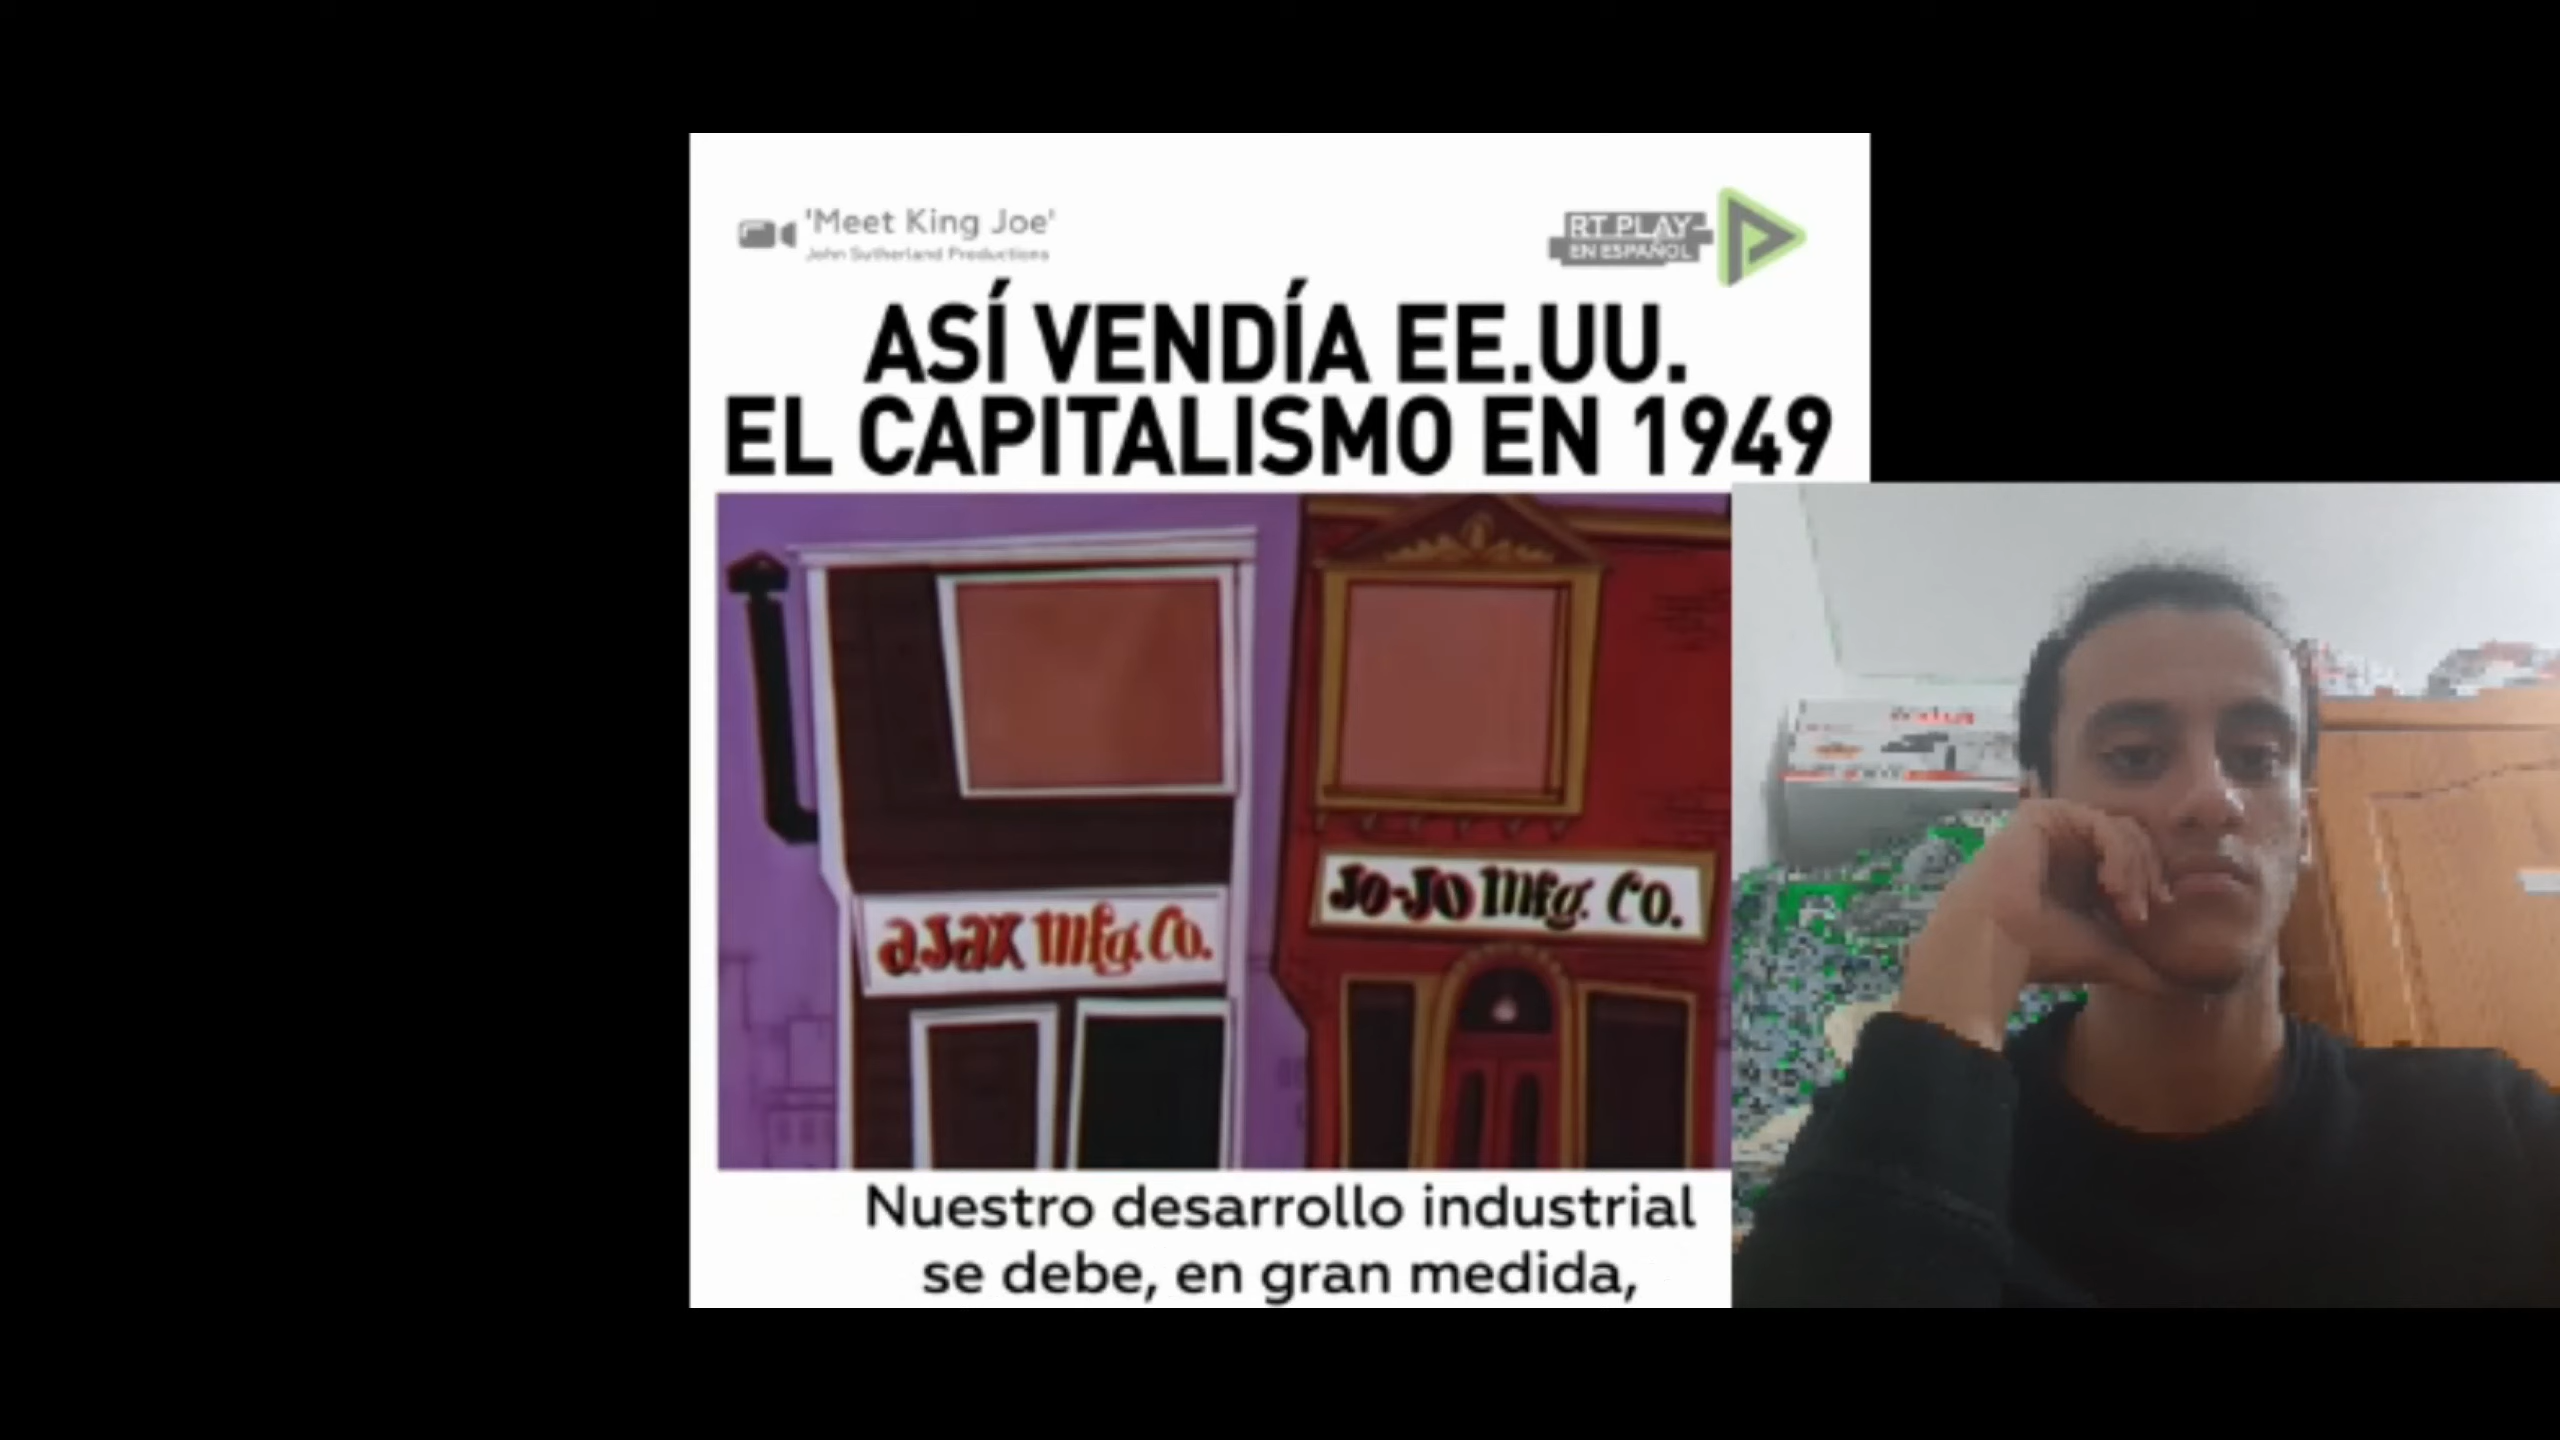 'Meet King Joe'
John Sutherland Productions
RT PLAY
EN ESPAÑOL
ASÍ VENDÍA EE.UU.
EL CAPITALISMO EN 1949
AJAX Mfg. Co.
JO-JO Mfg. Co.
Nuestro desarrollo industrial
se debe, en gran medida,